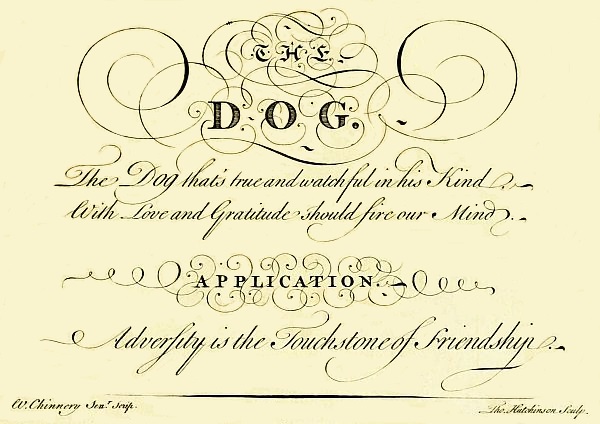 THE
DOG.
The Dog that's true and watchful in his Kind
With Love and Gratitude should fire our Mind.
APPLICATION.
Adversity is the Touchstone of Friendship.
W. Chinnery Senr. scrip.
Tho. Hutchinson Sculp.